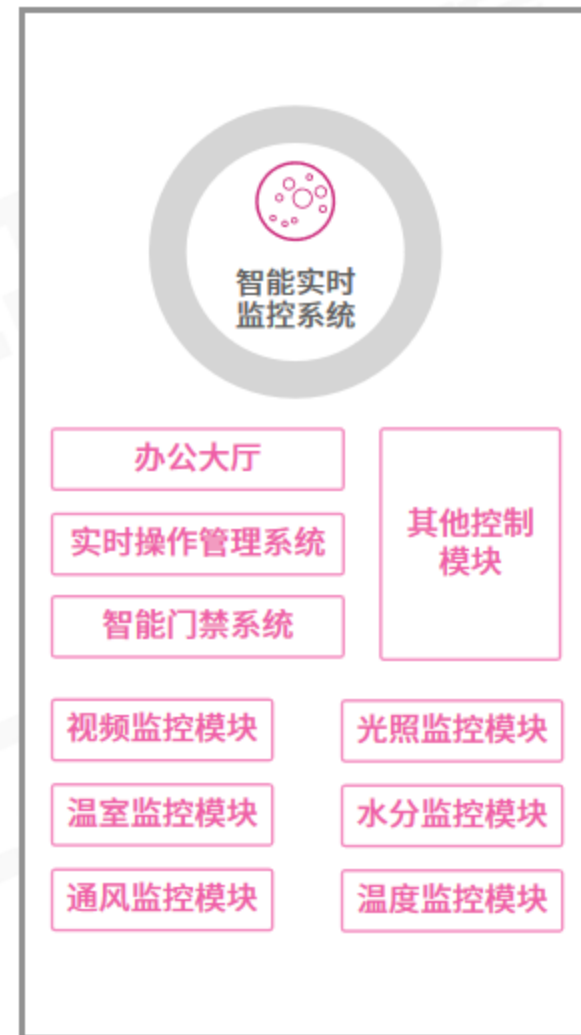 智能实时
监控系统
办公大厅
实时操作管理系统
智能门禁系统
其他控制
模块
视频监控模块
光照监控模块
温室监控模块
水分监控模块
通风监控模块
温度监控模块